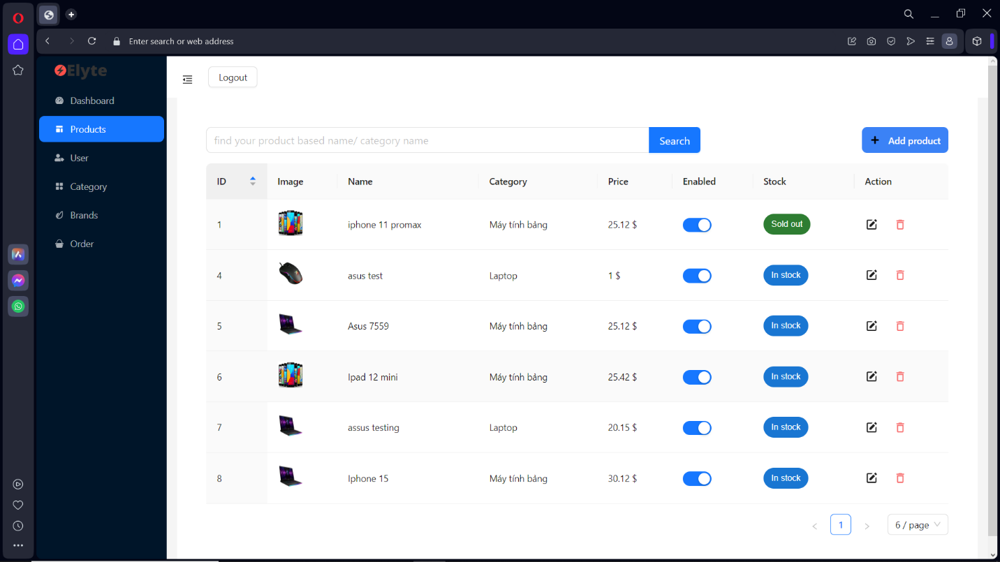 Enter search or web address
Elyte
Logout
Dashboard
Products
User
Category
Brands
Order
find your product based name/ category name
Search
Add product
ID Image Name Category Price Enabled Stock Action
1 iphone 11 promax Máy tính bảng 25.12 $ Sold out
4 asus test Laptop 1 $ In stock
5 Asus 7559 Máy tính bảng 25.12 $ In stock
6 Ipad 12 mini Máy tính bảng 25.42 $ In stock
7 assus testing Laptop 20.15 $ In stock
8 Iphone 15 Máy tính bảng 30.12 $ In stock
< 1 > 6 / page